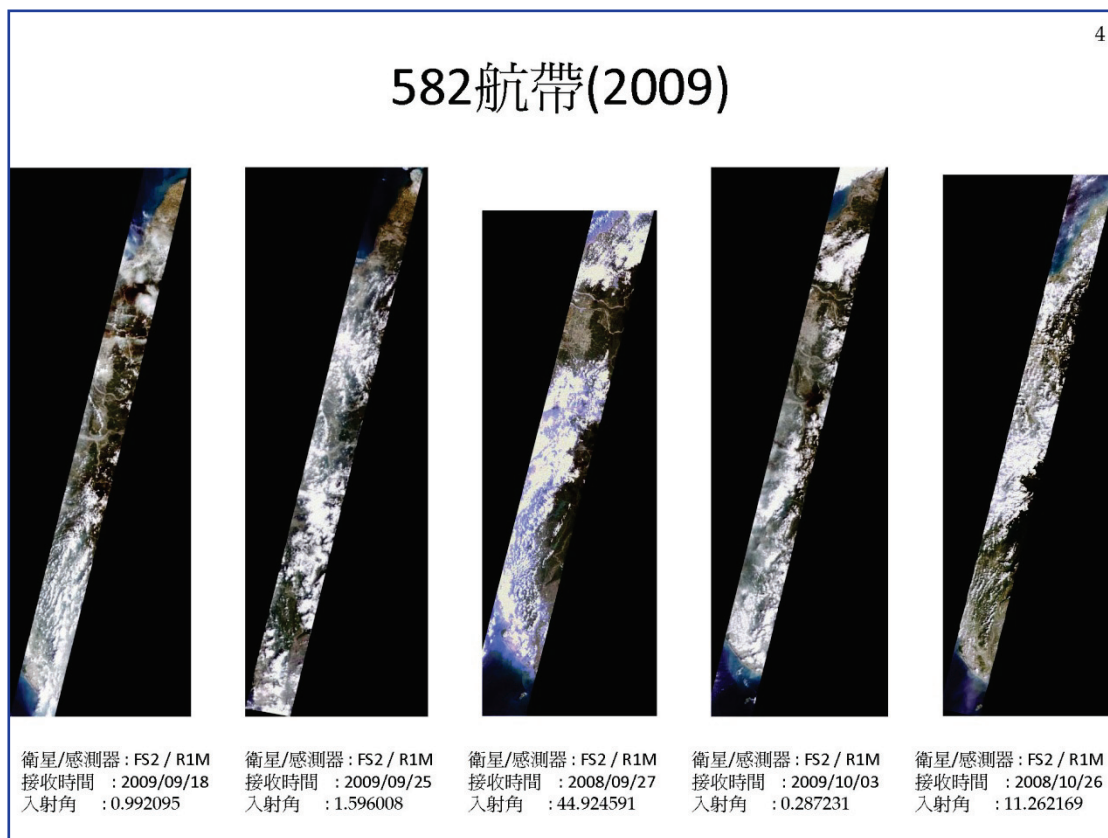 4
582航帶(2009)
衛星/感測器 : FS2 / R1M
接收時間 : 2009/09/18
入射角 : 0.992095
衛星/感測器 : FS2 / R1M
接收時間 : 2009/09/25
入射角 : 1.596008
衛星/感測器 : FS2 / R1M
接收時間 : 2008/09/27
入射角 : 44.924591
衛星/感測器 : FS2 / R1M
接收時間 : 2009/10/03
入射角 : 0.287231
衛星/感測器 : FS2 / R1M
接收時間 : 2008/10/26
入射角 : 11.262169